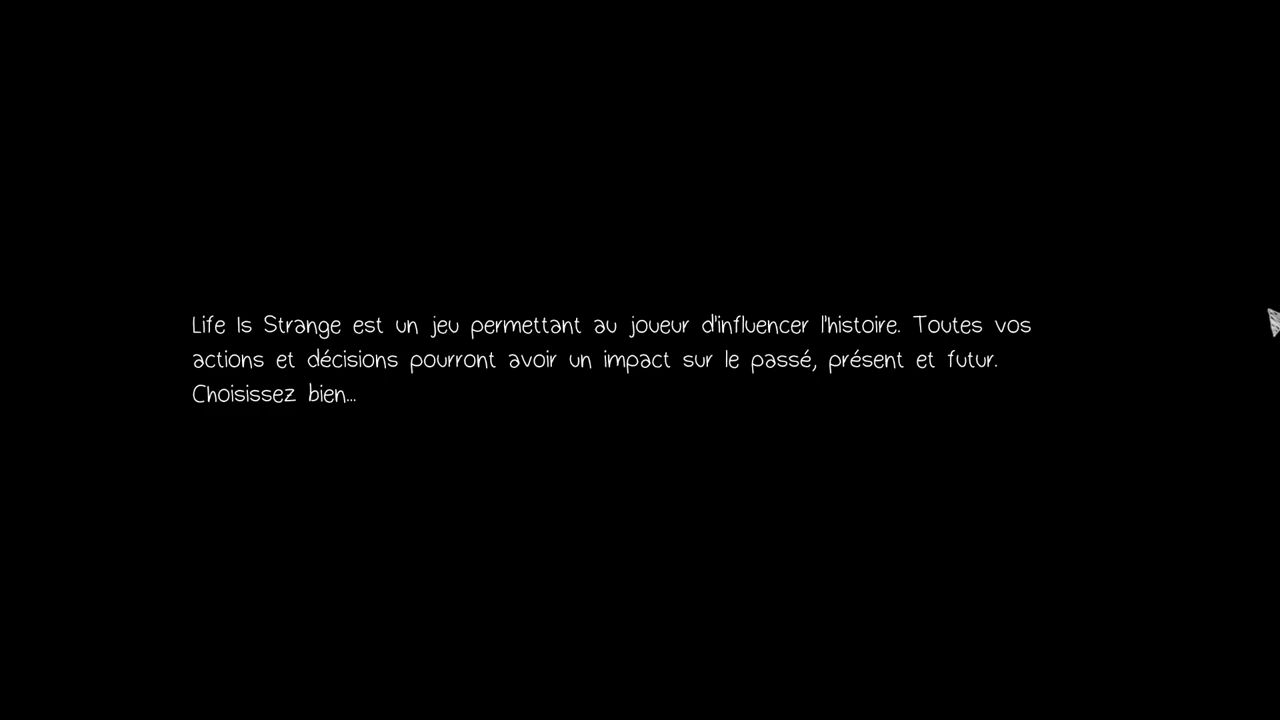 Life Is Strange est un jeu permettant au joueur d'influencer l'histoire. Toutes vos
actions et décisions pourront avoir un impact sur le passé, présent et futur.
Choisissez bien...